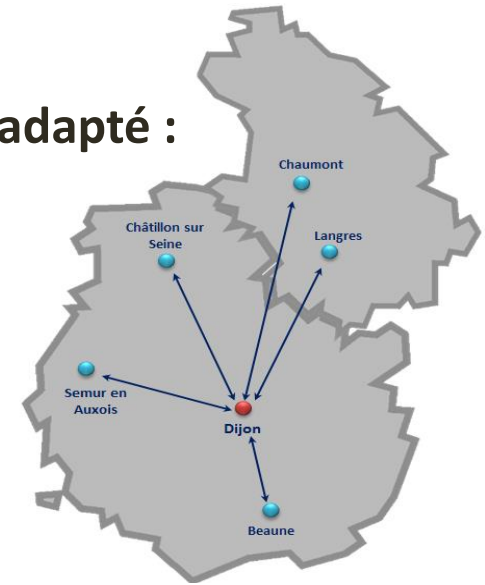 adapté :
Chaumont
Châtillon sur
Seine
Langres
Semur en
Auxois
Dijon
Beaune